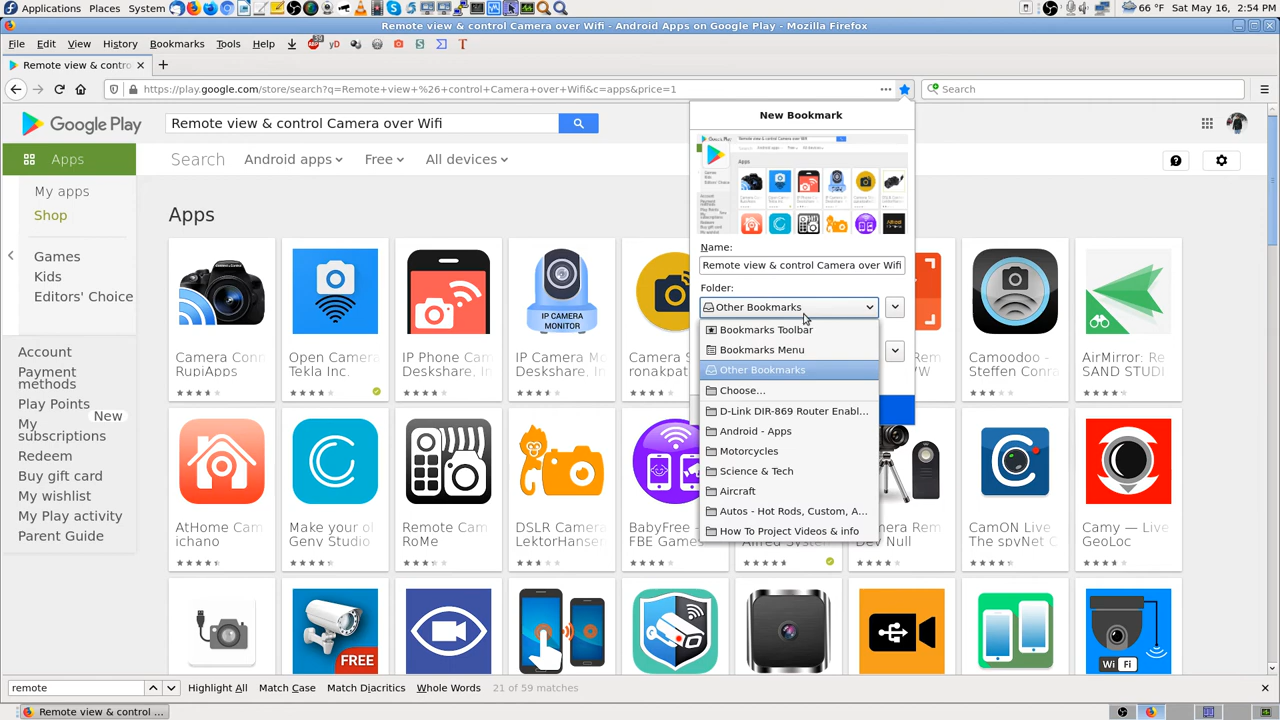 Applications Places System 66 °F Sat May 16, 2:54 PM
Remote view & control Camera over Wifi - Android Apps on Google Play - Mozilla Firefox
File Edit View History Bookmarks Tools Help
Remote view & contro
https://play.google.com/store/search?q=Remote+view+%26+control+Camera+over+Wifi&c=apps&price=1
Search
New Bookmark
Google Play
Remote view & control Camera over Wifi
Apps
Search Android apps Free All devices
My apps
Shop
Games
Kids
Editors' Choice
Account
Payment methods
Play Points
New
My subscriptions
Redeem
Buy gift card
My wishlist
My Play activity
Parent Guide
Apps
Name:
Remote view & control Camera over Wifi
Folder:
Other Bookmarks
Bookmarks Toolbar
Bookmarks Menu
Other Bookmarks
Choose...
D-Link DIR-869 Router Enabl...
Android - Apps
Motorcycles
Science & Tech
Aircraft
Autos - Hot Rods, Custom, A...
How To Project Videos & info
IP CAMERA
MONITOR
Camera Conn
RupiApps
Open Camera
Tekla Inc.
IP Phone Cam
Deskshare, In
IP Camera Mo
Deskshare, In
Camera S
ronakpat
Camoodoo -
Steffen Conra
AirMirror: Re
SAND STUDI
AtHome Cam
ichano
Make your ol
Geny Studio
Remote Cam
RoMe
DSLR Camera
LektorHansen
BabyFree -
FBE Games
Dev Null
CamON Live
The spyNet C
Camy — Live
GeoLoc
FREE
Wi Fi
remote
Highlight All Match Case Match Diacritics Whole Words 21 of 59 matches
Remote view & control ...